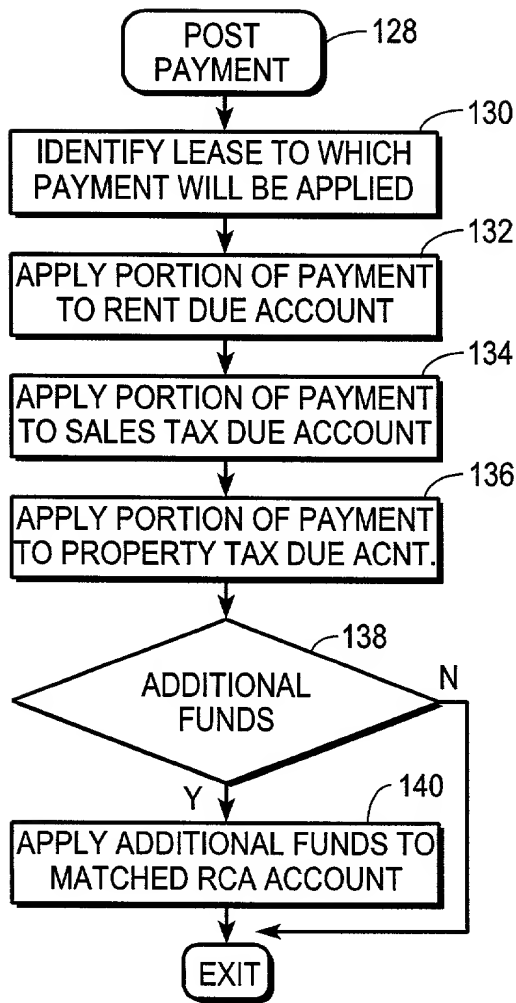 POST
PAYMENT
128
130
IDENTIFY LEASE TO WHICH
PAYMENT WILL BE APPLIED
132
APPLY PORTION OF PAYMENT
TO RENT DUE ACCOUNT
134
APPLY PORTION OF PAYMENT
TO SALES TAX DUE ACCOUNT
136
APPLY PORTION OF PAYMENT
TO PROPERTY TAX DUE ACNT.
138
ADDITIONAL
FUNDS
N
Y
140
APPLY ADDITIONAL FUNDS TO
MATCHED RCA ACCOUNT
EXIT